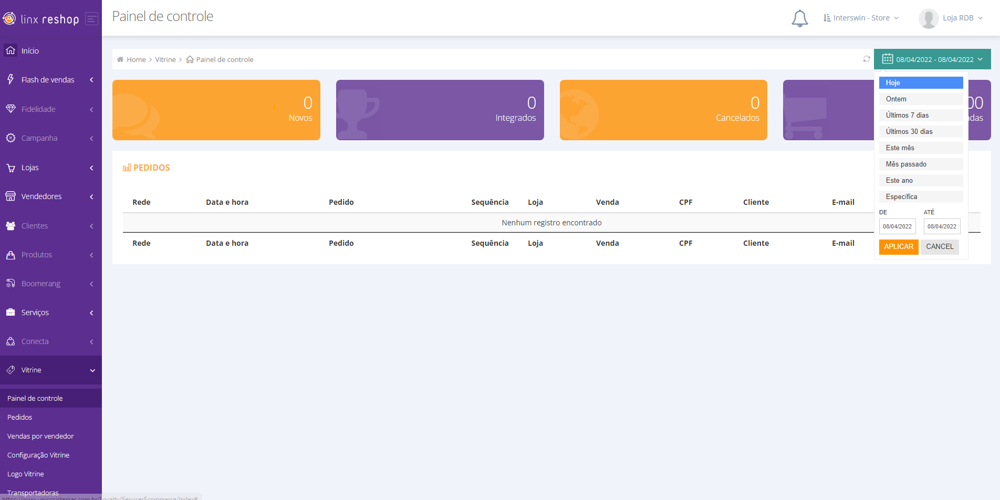 linx reshop
Painel de controle
Interswin - Store
Loja RDB
Início
Flash de vendas
Fidelidade
Campanha
Lojas
Vendedores
Clientes
Produtos
Boomerang
Serviços
Conecta
Vitrine
Painel de controle
Pedidos
Vendas por vendedor
Configuração Vitrine
Logo Vitrine
Transportadoras
https://www.unicosistemas.com.br/Loyalty/ServicesEcommerce/Index#
Home > Vitrine > Painel de controle
08/04/2022 - 08/04/2022
0
Novos
0
Integrados
0
Cancelados
00
das
Hoje
Ontem
Últimos 7 dias
Últimos 30 dias
Este mês
Mês passado
Este ano
Específica
DE ATÉ
08/04/2022 08/04/2022
APLICAR CANCEL
PEDIDOS
Rede Data e hora Pedido Sequência Loja Venda CPF Cliente E-mail
Nenhum registro encontrado
Rede Data e hora Pedido Sequência Loja Venda CPF Cliente E-mail